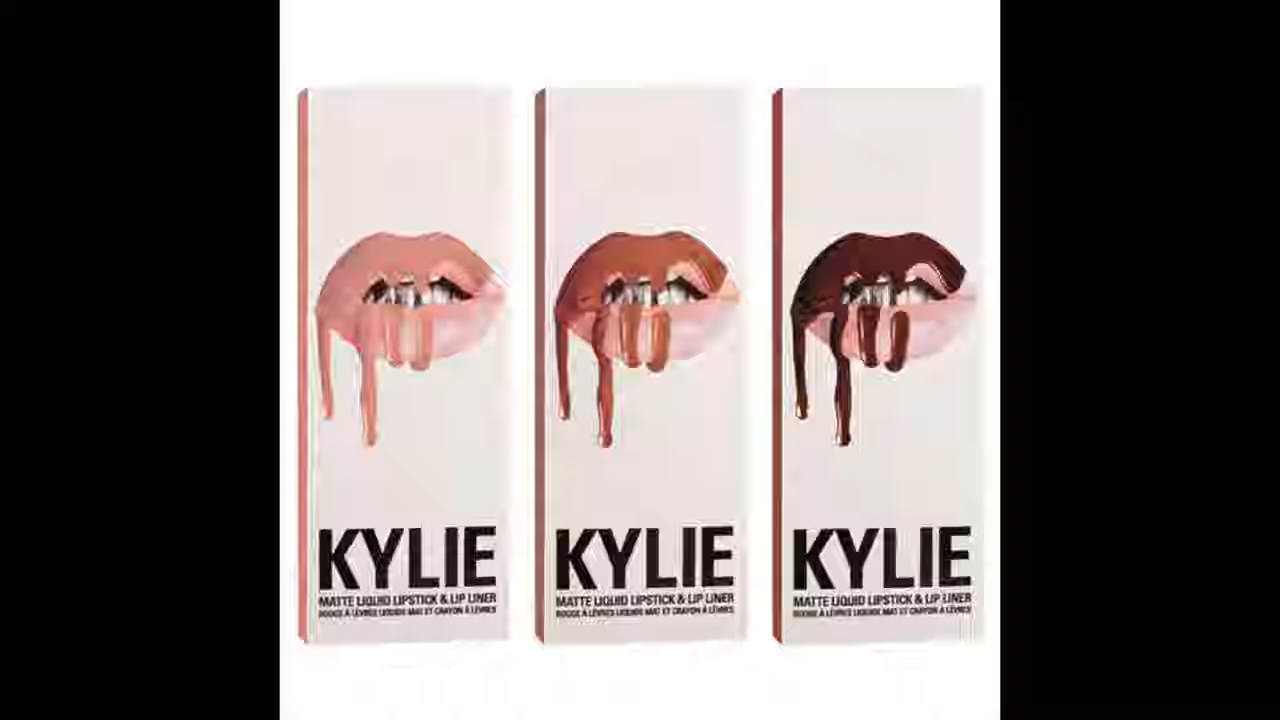 KYLIE
MATTE LIQUID LIPSTICK & LIP LINER
ROUGE À LÈVRES LIQUIDE MAT ET CRAYON À LÈVRES
KYLIE
MATTE LIQUID LIPSTICK & LIP LINER
ROUGE À LÈVRES LIQUIDE MAT ET CRAYON À LÈVRES
KYLIE
MATTE LIQUID LIPSTICK & LIP LINER
ROUGE À LÈVRES LIQUIDE MAT ET CRAYON À LÈVRES